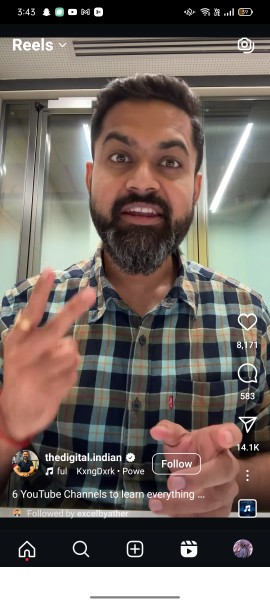 3:43
Reels
8,171
583
14.1K
thedigital.indian
ful KxngDxrk • Powe
Follow
6 YouTube Channels to learn everything ...
Followed by excelbyather